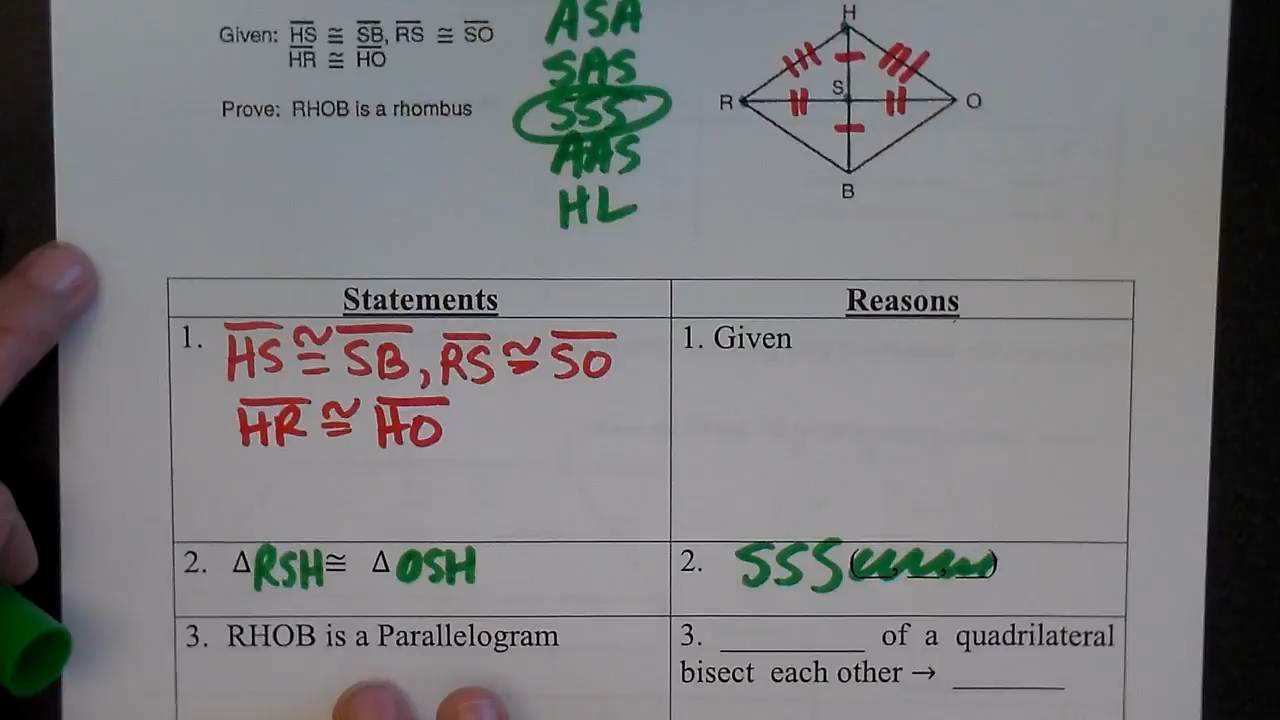 Given: HS ≅ SB, RS ≅ SO
HR ≅ HO
Prove: RHOB is a rhombus
ASA
SAS
SSS
AAS
HL
H
R
S
O
B
Statements
Reasons
1. HS ≅ SB, RS ≅ SO
HR ≅ HO
1. Given
2. ΔRSH ≅ ΔOSH
2. SSS
3. RHOB is a Parallelogram
3. ________ of a quadrilateral
bisect each other → ________